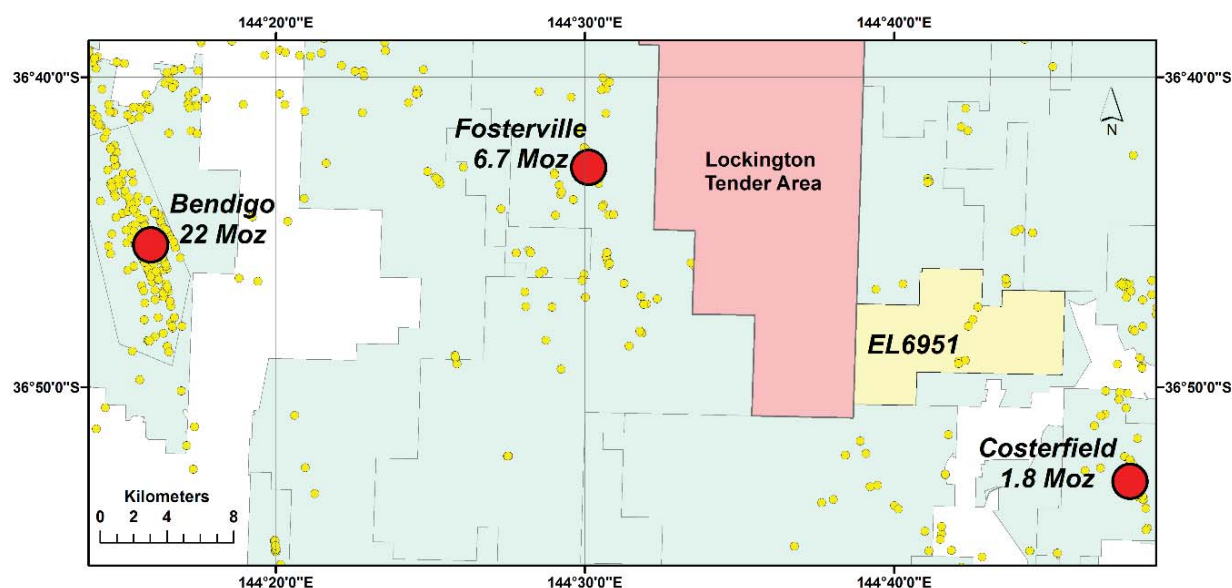 144°20'0"E 144°30'0"E 144°40'0"E
36°40'0"S 36°40'0"S
N
Fosterville
6.7 Moz
Lockington
Tender Area
Bendigo
22 Moz
EL6951
36°50'0"S 36°50'0"S
Costerfield
1.8 Moz
Kilometers
0 2 4 8
144°20'0"E 144°30'0"E 144°40'0"E